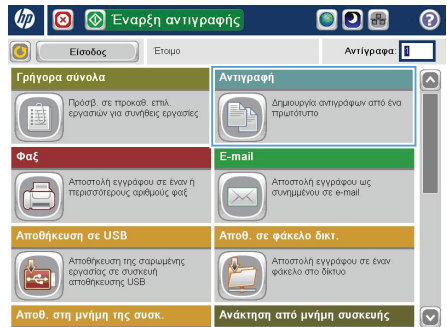 hp Έναρξη αντιγραφής ?
Είσοδος Έτοιμο Αντίγραφα: 1
Γρήγορα σύνολα
Πρόσβ. σε προκαθ. επιλ.
εργασιών για συνήθεις εργασίες
Αντιγραφή
Δημιουργία αντιγράφων από ένα
πρωτότυπο
Φαξ
Αποστολή εγγράφου σε έναν ή
περισσότερους αριθμούς φαξ
E-mail
Αποστολή εγγράφου ως
συνημμένου σε e-mail
Αποθήκευση σε USB
Αποθήκευση της σαρωμένης
εργασίας σε συσκευή
αποθήκευσης USB
Αποθ. σε φάκελο δικτ.
Αποστολή εγγράφου σε έναν
φάκελο στο δίκτυο
Αποθ. στη μνήμη της συσκ.
Ανάκτηση από μνήμη συσκευής